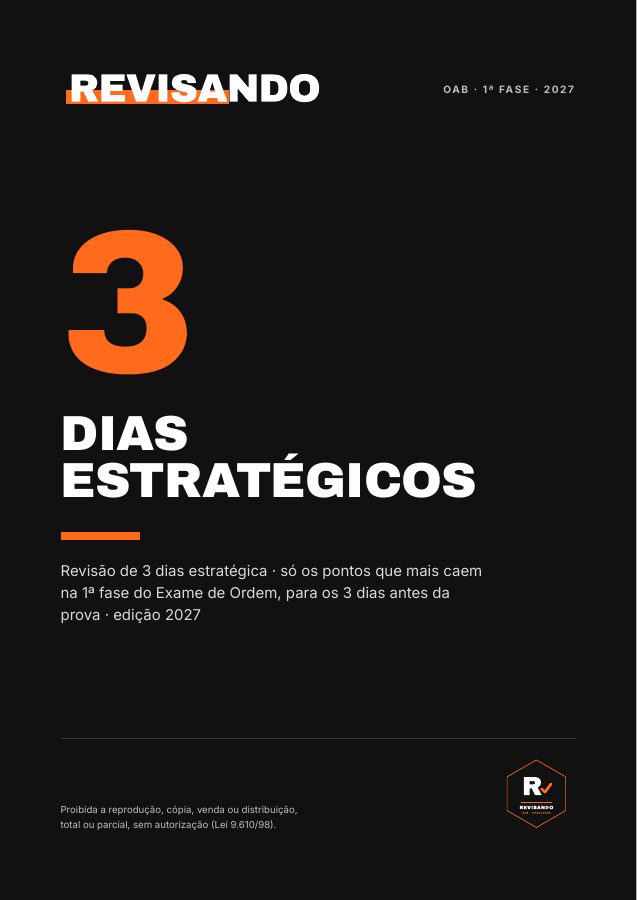 REVISANDO
OAB · 1ª FASE · 2027
3
DIAS
ESTRATÉGICOS
Revisão de 3 dias estratégica · só os pontos que mais caem
na 1ª fase do Exame de Ordem, para os 3 dias antes da
prova · edição 2027
Proibida a reprodução, cópia, venda ou distribuição,
total ou parcial, sem autorização (Lei 9.610/98).
R
REVISANDO